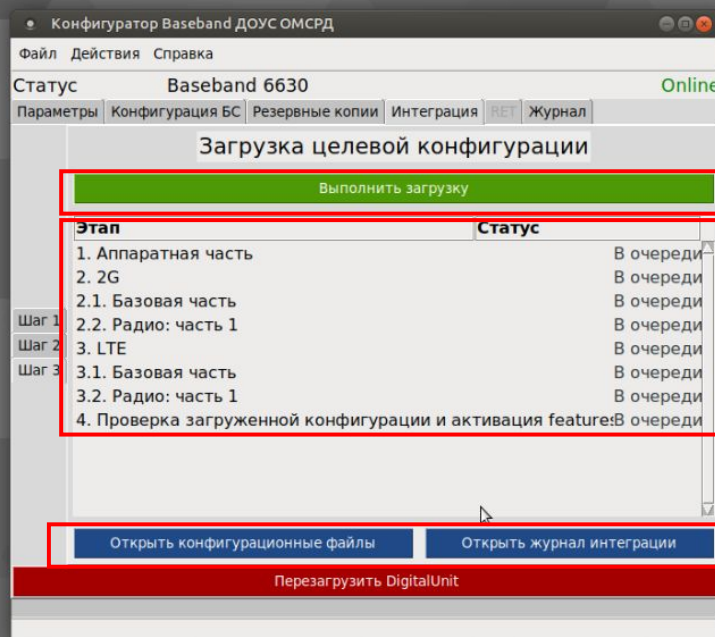 Конфигуратор Baseband ДОУС ОМСРД
Файл Действия Справка
Статус Baseband 6630 Online
Параметры Конфигурация БС Резервные копии Интеграция RET Журнал
Загрузка целевой конфигурации
Выполнить загрузку
Этап Статус
1. Аппаратная часть В очереди
2. 2G В очереди
2.1. Базовая часть В очереди
2.2. Радио: часть 1 В очереди
Шаг 1
Шаг 2
Шаг 3
3. LTE В очереди
3.1. Базовая часть В очереди
3.2. Радио: часть 1 В очереди
4. Проверка загруженной конфигурации и активация features В очереди
Открыть конфигурационные файлы Открыть журнал интеграции
Перезагрузить DigitalUnit